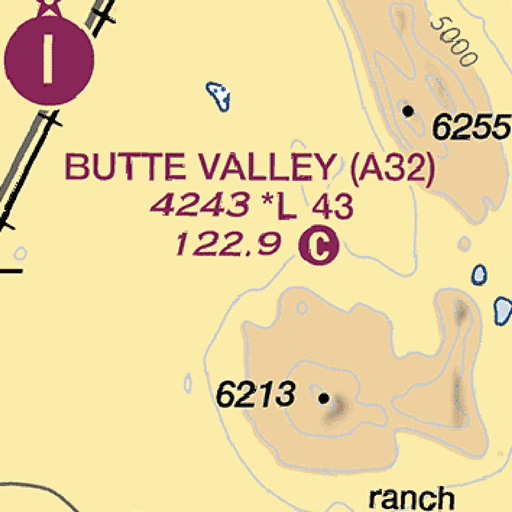 5000
6255
BUTTE VALLEY (A32)
4243 *L 43
122.9 C
6213
ranch